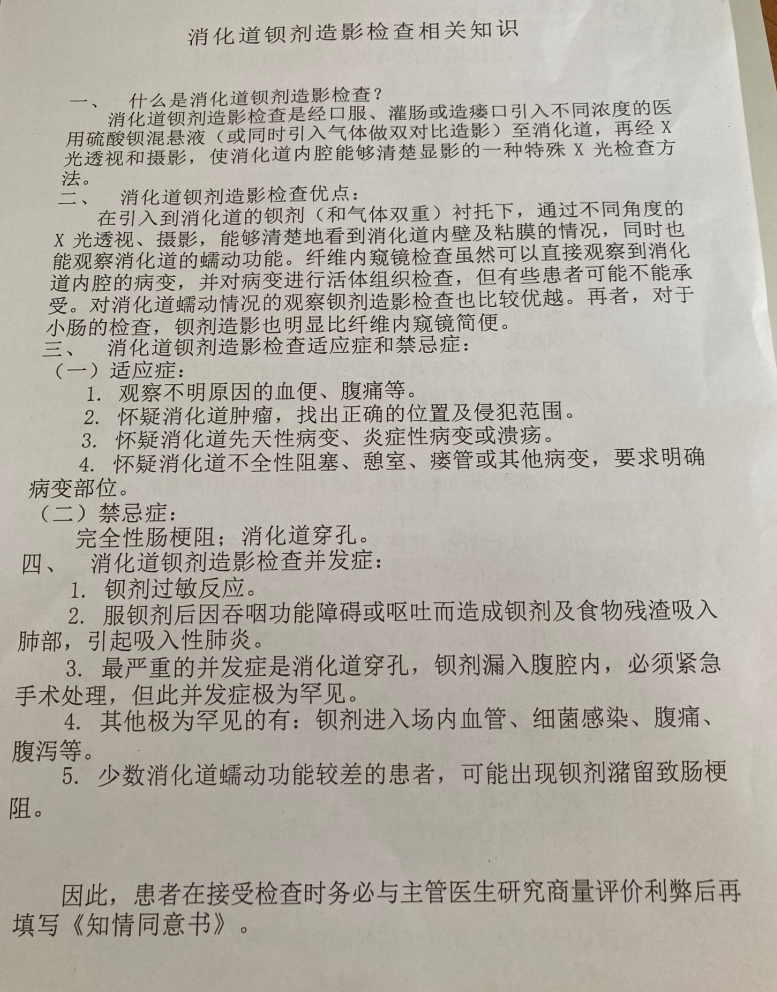 消化道钡剂造影检查相关知识
一、 什么是消化道钡剂造影检查？
消化道钡剂造影检查是经口服、灌肠或造瘘口引入不同浓度的医
用硫酸钡混悬液（或同时引入气体做双对比造影）至消化道，再经 X
光透视和摄影，使消化道内腔能够清楚显影的一种特殊 X 光检查方
法。
二、 消化道钡剂造影检查优点：
在引入到消化道的钡剂（和气体双重）衬托下，通过不同角度的
X 光透视、摄影，能够清楚地看到消化道内壁及粘膜的情况，同时也
能观察消化道的蠕动功能。纤维内窥镜检查虽然可以直接观察到消化
道内腔的病变，并对病变进行活体组织检查，但有些患者可能不能承
受。对消化道蠕动情况的观察钡剂造影检查也比较优越。再者，对于
小肠的检查，钡剂造影也明显比纤维内窥镜简便。
三、 消化道钡剂造影检查适应症和禁忌症：
（一）适应症：
1. 观察不明原因的血便、腹痛等。
2. 怀疑消化道肿瘤，找出正确的位置及侵犯范围。
3. 怀疑消化道先天性病变、炎症性病变或溃疡。
4. 怀疑消化道不全性阻塞、憩室、瘘管或其他病变，要求明确
病变部位。
（二）禁忌症：
完全性肠梗阻；消化道穿孔。
四、 消化道钡剂造影检查并发症：
1. 钡剂过敏反应。
2. 服钡剂后因吞咽功能障碍或呕吐而造成钡剂及食物残渣吸入
肺部，引起吸入性肺炎。
3. 最严重的并发症是消化道穿孔，钡剂漏入腹腔内，必须紧急
手术处理，但此并发症极为罕见。
4. 其他极为罕见的有：钡剂进入场内血管、细菌感染、腹痛、
腹泻等。
5. 少数消化道蠕动功能较差的患者，可能出现钡剂潴留致肠梗
阻。
因此，患者在接受检查时务必与主管医生研究商量评价利弊后再
填写《知情同意书》。